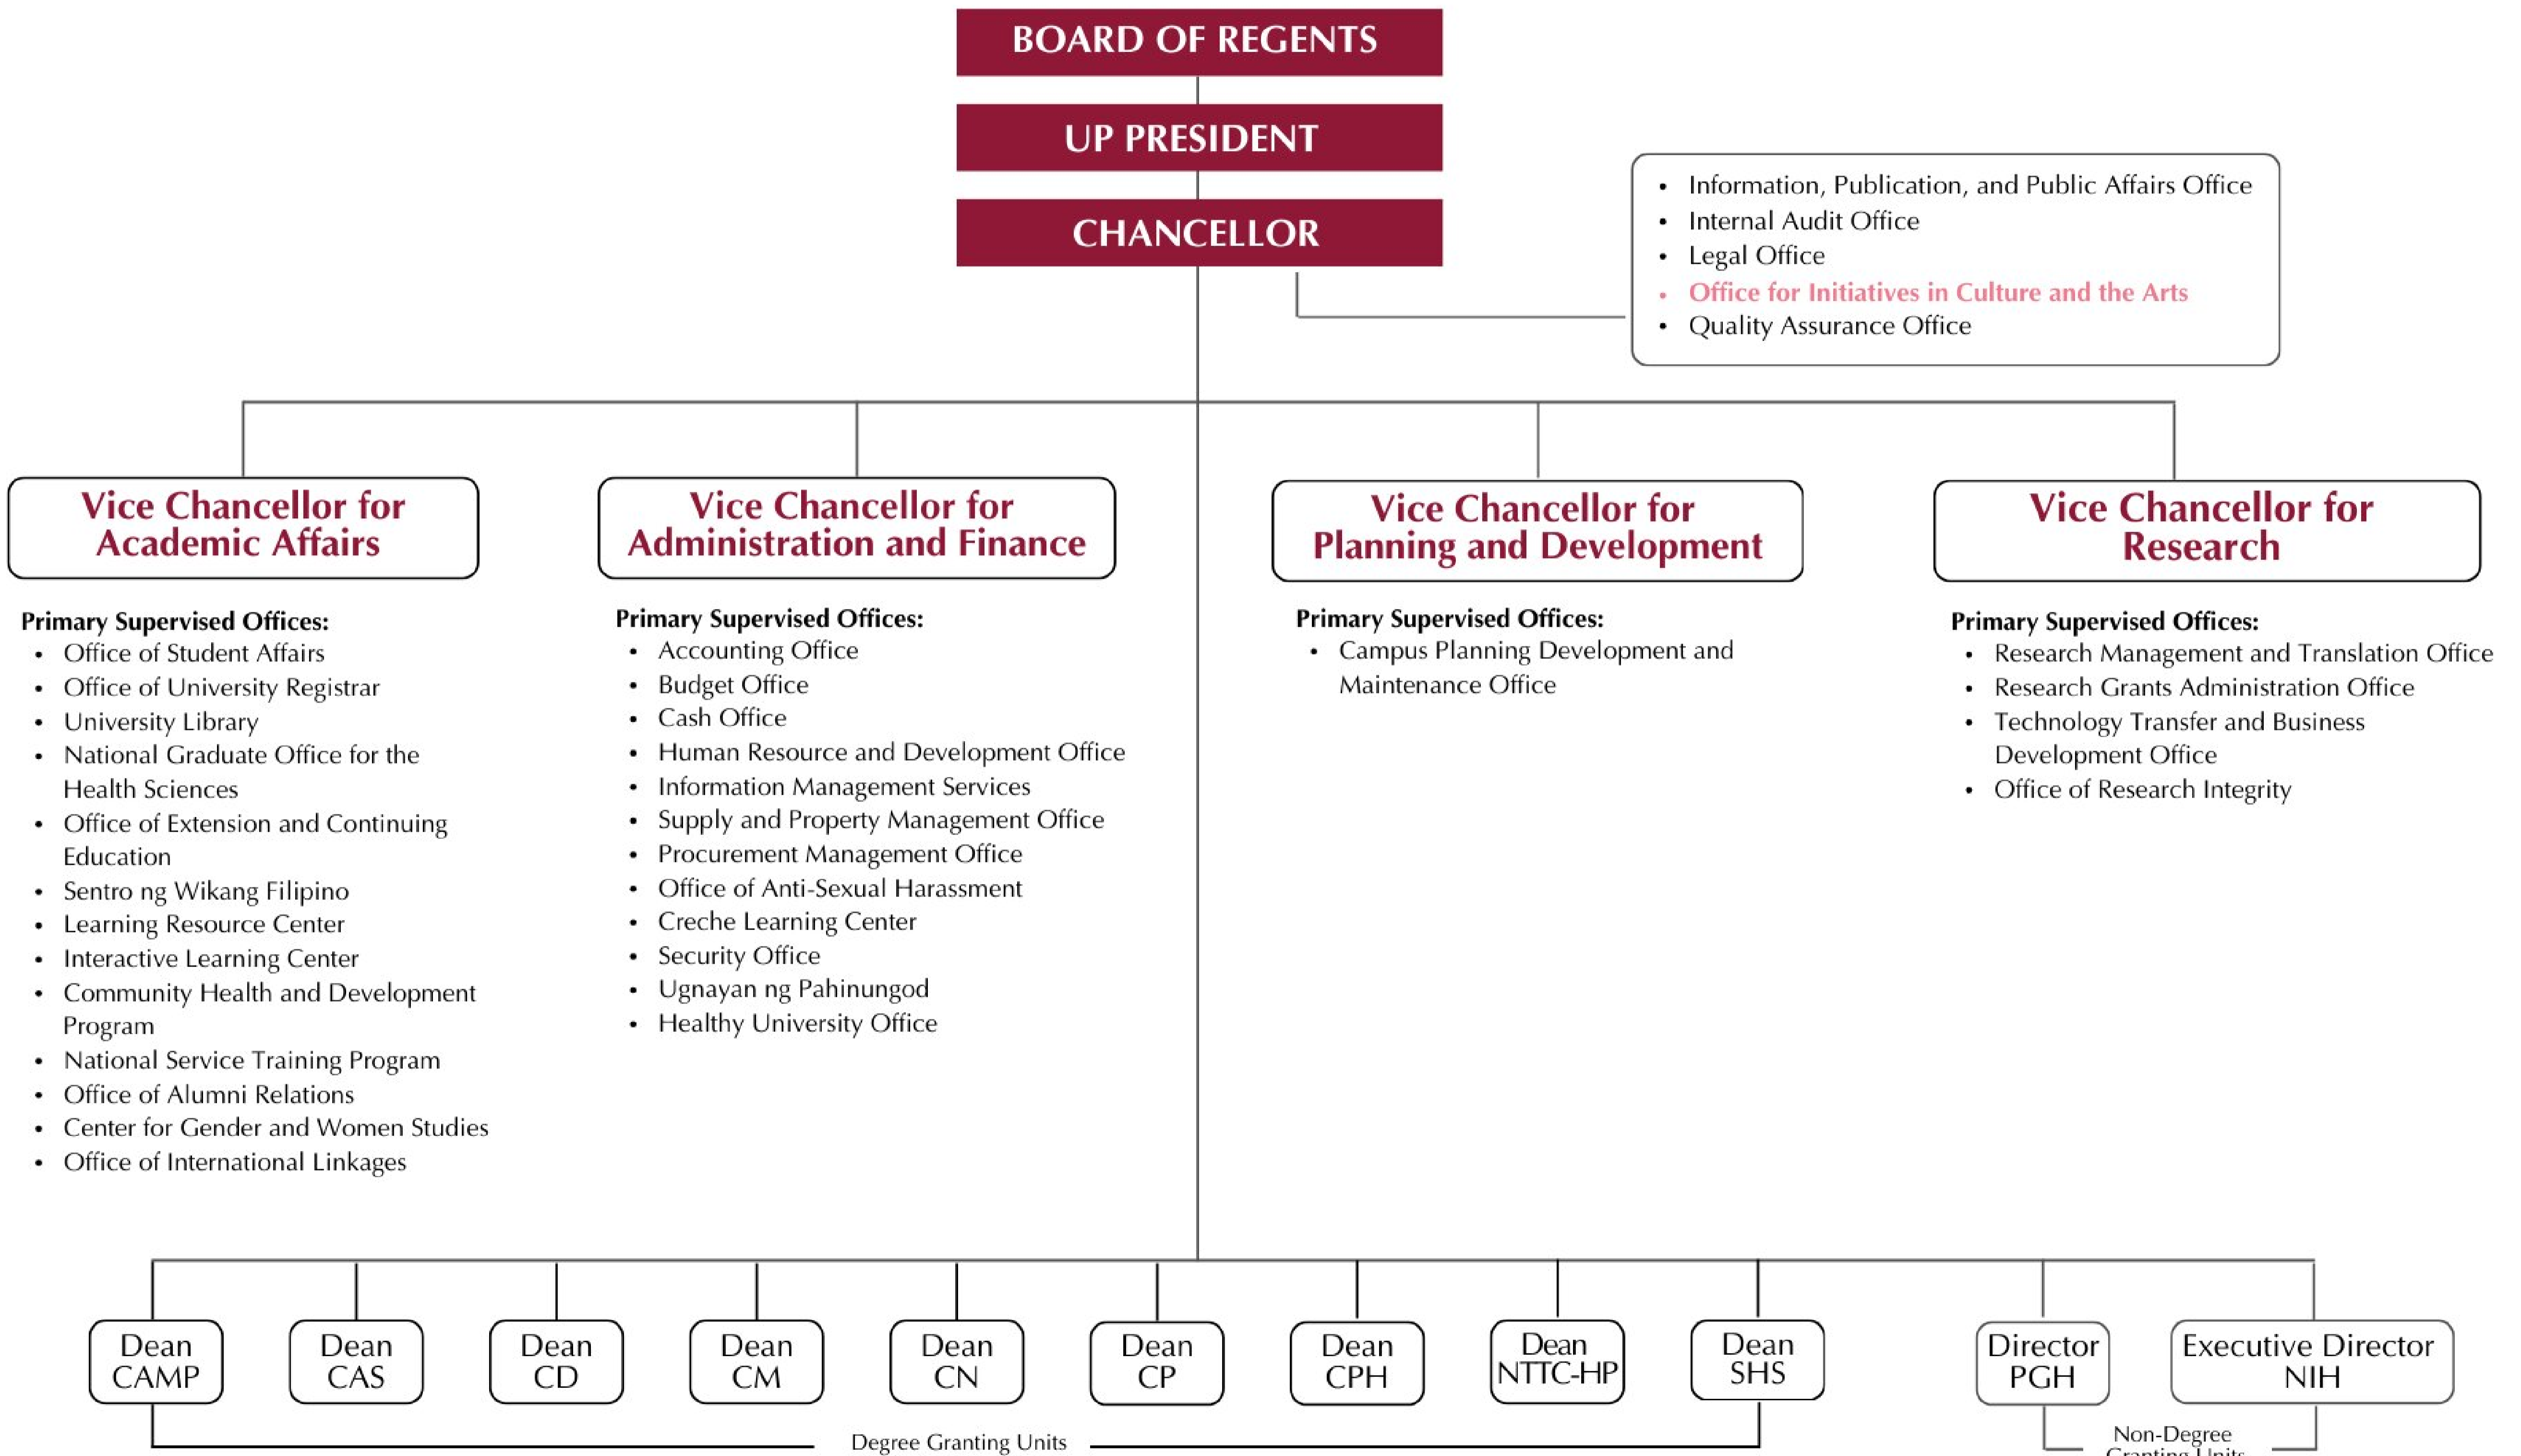 BOARD OF REGENTS
UP PRESIDENT
CHANCELLOR
• Information, Publication, and Public Affairs Office
• Internal Audit Office
• Legal Office
• Office for Initiatives in Culture and the Arts
• Quality Assurance Office
Vice Chancellor for
Academic Affairs
Primary Supervised Offices:
• Office of Student Affairs
• Office of University Registrar
• University Library
• National Graduate Office for the
Health Sciences
• Office of Extension and Continuing
Education
• Sentro ng Wikang Filipino
• Learning Resource Center
• Interactive Learning Center
• Community Health and Development
Program
• National Service Training Program
• Office of Alumni Relations
• Center for Gender and Women Studies
• Office of International Linkages
Vice Chancellor for
Administration and Finance
Primary Supervised Offices:
• Accounting Office
• Budget Office
• Cash Office
• Human Resource and Development Office
• Information Management Services
• Supply and Property Management Office
• Procurement Management Office
• Office of Anti-Sexual Harassment
• Creche Learning Center
• Security Office
• Ugnayan ng Pahinungod
• Healthy University Office
Vice Chancellor for
Planning and Development
Primary Supervised Offices:
• Campus Planning Development and
Maintenance Office
Vice Chancellor for
Research
Primary Supervised Offices:
• Research Management and Translation Office
• Research Grants Administration Office
• Technology Transfer and Business
Development Office
• Office of Research Integrity
Dean
CAMP
Dean
CAS
Dean
CD
Dean
CM
Dean
CN
Dean
CP
Dean
CPH
Dean
NTTC-HP
Dean
SHS
Director
PGH
Executive Director
NIH
Degree Granting Units
Non-Degree
Granting Units